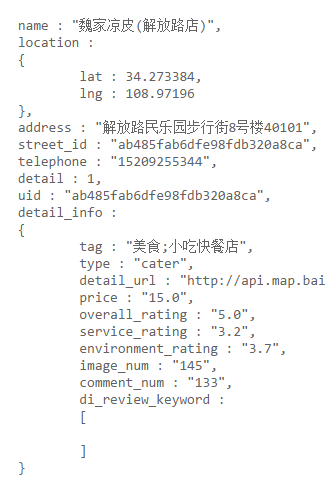 name : "魏家凉皮(解放路店)",
location :
{
lat : 34.273384,
lng : 108.97196
},
address : "解放路民乐园步行街8号楼40101",
street_id : "ab485fab6dfe98fdb320a8ca",
telephone : "15209255344",
detail : 1,
uid : "ab485fab6dfe98fdb320a8ca",
detail_info :
{
tag : "美食;小吃快餐店",
type : "cater",
detail_url : "http://api.map.bai
price : "15.0",
overall_rating : "5.0",
service_rating : "3.2",
environment_rating : "3.7",
image_num : "145",
comment_num : "133",
di_review_keyword :
[
]
}